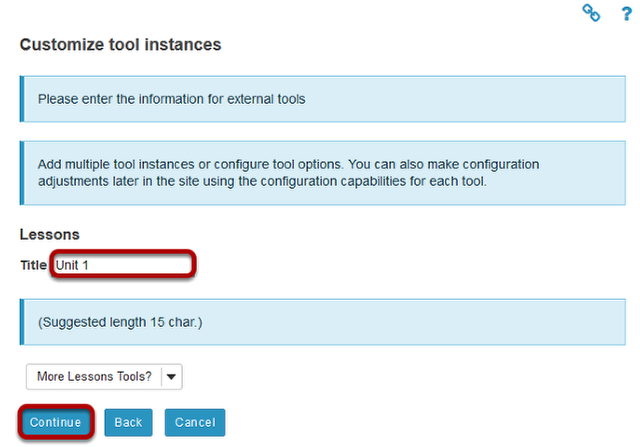 ?
Customize tool instances
Please enter the information for external tools
Add multiple tool instances or configure tool options. You can also make configuration
adjustments later in the site using the configuration capabilities for each tool.
Lessons
Title Unit 1
(Suggested length 15 char.)
More Lessons Tools?
Continue Back Cancel